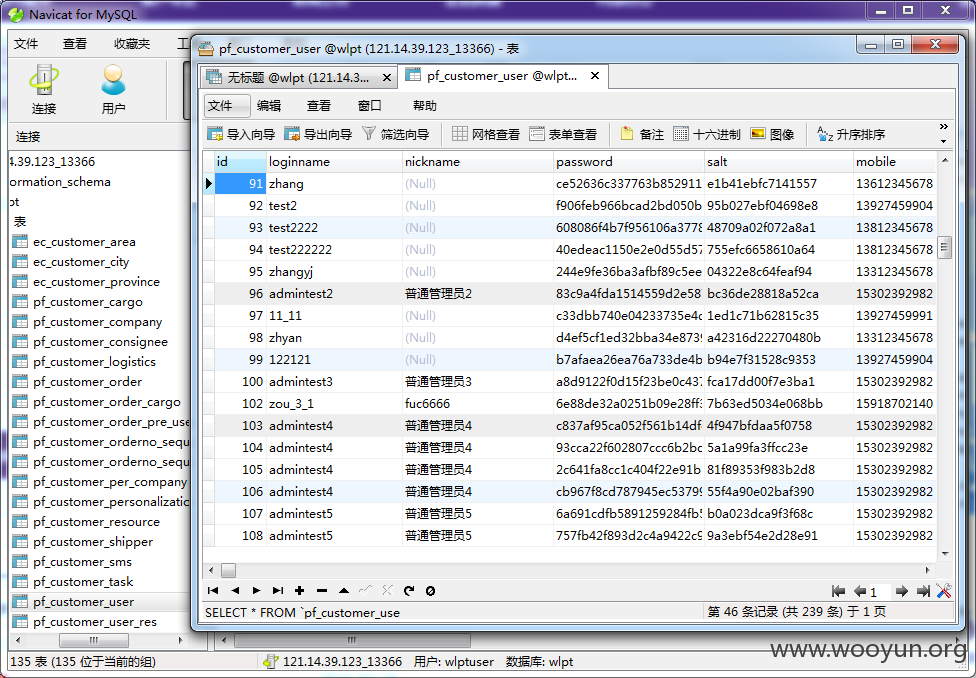 Navicat for MySQL
文件 查看 收藏夹
pf_customer_user @wlpt (121.14.39.123_13366) - 表
无标题 @wlpt (121.14.3... pf_customer_user @wlpt...
连接 用户
文件 编辑 查看 窗口 帮助
导入向导 导出向导 筛选向导 网格查看 表单查看 备注 十六进制 图像 升序排序
连接
4.39.123_13366
ormation_schema
pt
表
ec_customer_area
ec_customer_city
ec_customer_province
pf_customer_cargo
pf_customer_company
pf_customer_consignee
pf_customer_logistics
pf_customer_order
pf_customer_order_cargo
pf_customer_order_pre_use
pf_customer_orderno_sequ
pf_customer_orderno_sequ
pf_customer_per_company
pf_customer_personalizatio
pf_customer_resource
pf_customer_shipper
pf_customer_sms
pf_customer_task
pf_customer_user
pf_customer_user_res
id loginname nickname password salt mobile
91 zhang (Null) ce52636c337763b852911 e1b41ebfc7141557 13612345678
92 test2 (Null) f906feb966bcad2bd050b 95b027ebf04698e8 13927459904
93 test2222 (Null) 608086f4b7f956106a3778 48709a02f072a8a1 13812345678
94 test222222 (Null) 40edeac1150e2e0d55d57 755efc6658610a64 13812345678
95 zhangyj (Null) 244e9fe36ba3afbf89c5ee 04322e8c64feaf94 13312345678
96 admintest2 普通管理员2 83c9a4fda1514559d2e58 bc36de28818a52ca 15302392982
97 11_11 (Null) c33dbb740e04233735e4c 1ed1c71b62815c35 13927459991
98 zhyan (Null) d4ef5cf1ed32bba34e8739 a42316d22270480b 13312345678
99 122121 (Null) b7afaea26ea76a733de4b b94e7f31528c9353 13927459904
100 admintest3 普通管理员3 a8d9122f0d15f23be0c437 fca17dd00f7e3ba1 15302392982
102 zou_3_1 fuc6666 6e88de32a0251b09e28ff3 7b63ed5034e068bb 15918702140
103 admintest4 普通管理员4 c837af95ca052f561b14df 4f947bfdaa5f0758 15302392982
104 admintest4 普通管理员4 93cca22f602807ccc6b2bc 5a1a99fa3ffcc23e 15302392982
105 admintest4 普通管理员4 2c641fa8cc1c404f22e91b 81f89353f983b2d8 15302392982
106 admintest4 普通管理员4 cb967f8cd787945ec53799 55f4a90e02baf390 15302392982
107 admintest5 普通管理员5 6a691cdfb5891259284fb5 b0a023dca9f3f68c 15302392982
108 admintest5 普通管理员5 757fb42f893d2c4a9422c9 9a3ebf54e2d28e91 15302392982
1
SELECT * FROM `pf_customer_use 第 46 条记录 (共 239 条) 于 1 页
135 表 (135 位于当前的组) 121.14.39.123_13366 用户: wlptuser 数据库: wlpt
www.wooyun.org